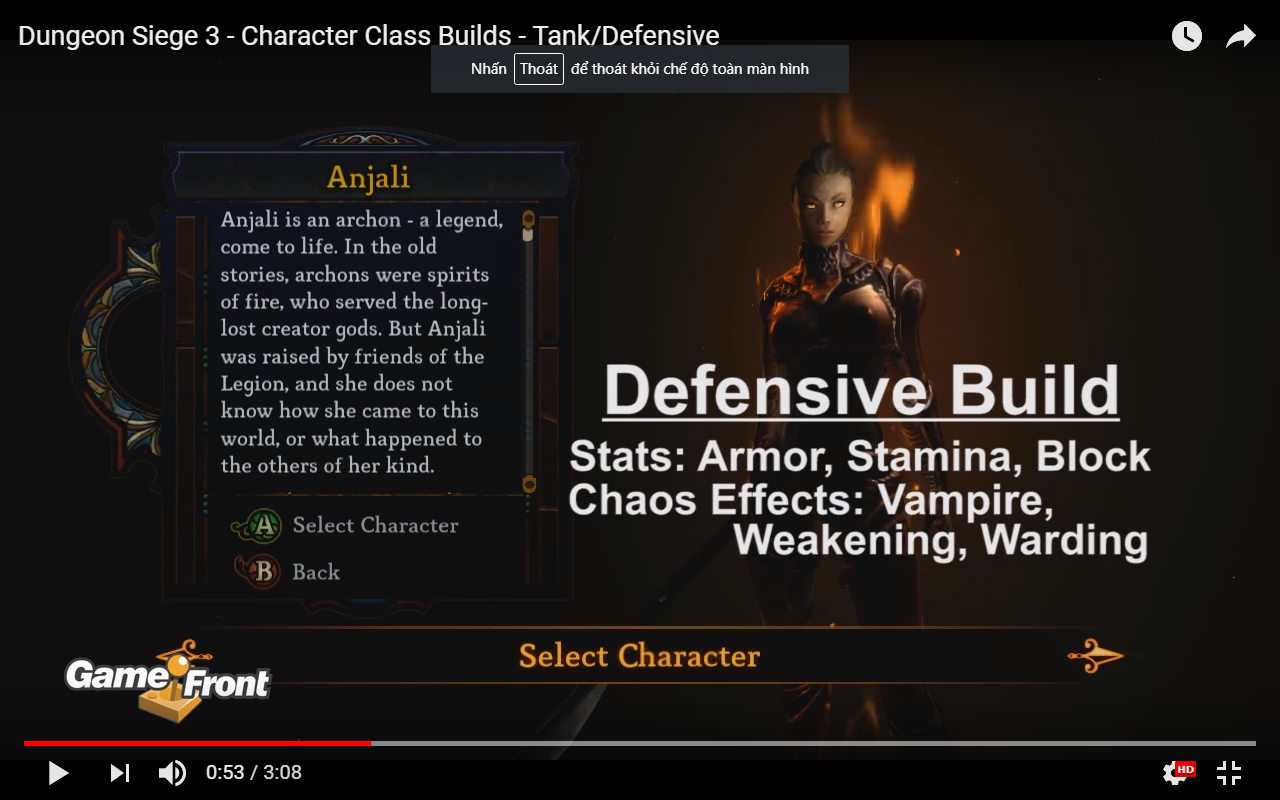 Dungeon Siege 3 - Character Class Builds - Tank/Defensive
Nhấn Thoát để thoát khỏi chế độ toàn màn hình
Anjali
Anjali is an archon - a legend,
come to life. In the old
stories, archons were spirits
of fire, who served the long-
lost creator gods. But Anjali
was raised by friends of the
Legion, and she does not
know how she came to this
world, or what happened to
the others of her kind.
A Select Character
B Back
Defensive Build
Stats: Armor, Stamina, Block
Chaos Effects: Vampire,
Weakening, Warding
Select Character
GameFront
0:53 / 3:08
HD